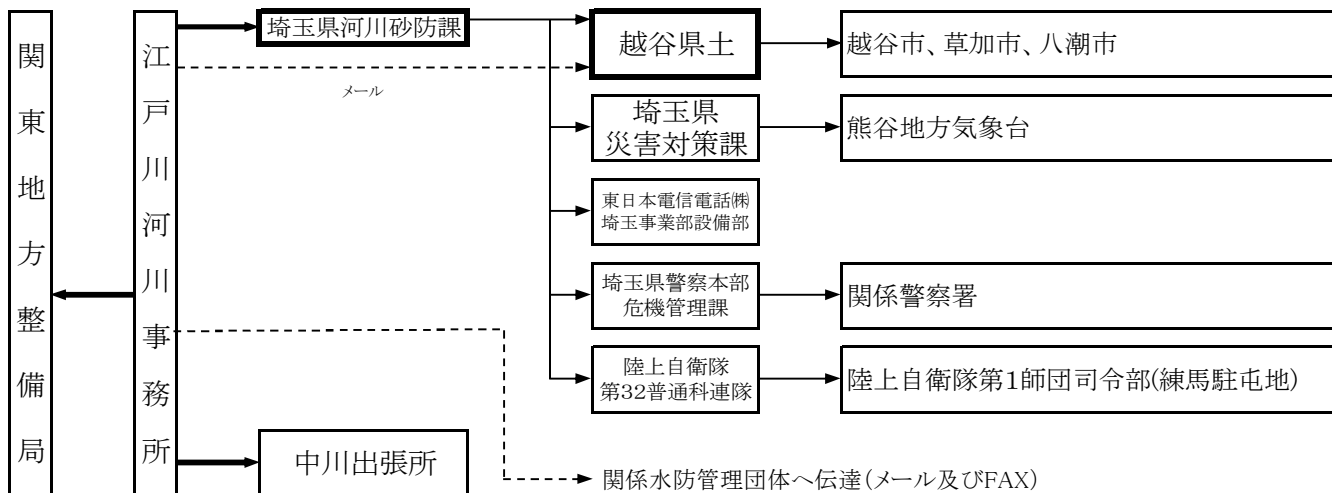 関東地方整備局
江戸川河川事務所
埼玉県河川砂防課
メール
中川出張所
越谷県土
越谷市、草加市、八潮市
埼玉県
災害対策課
熊谷地方気象台
東日本電信電話㈱
埼玉事業部設備部
埼玉県警察本部
危機管理課
関係警察署
陸上自衛隊
第32普通科連隊
陸上自衛隊第1師団司令部(練馬駐屯地)
関係水防管理団体へ伝達(メール及びFAX)